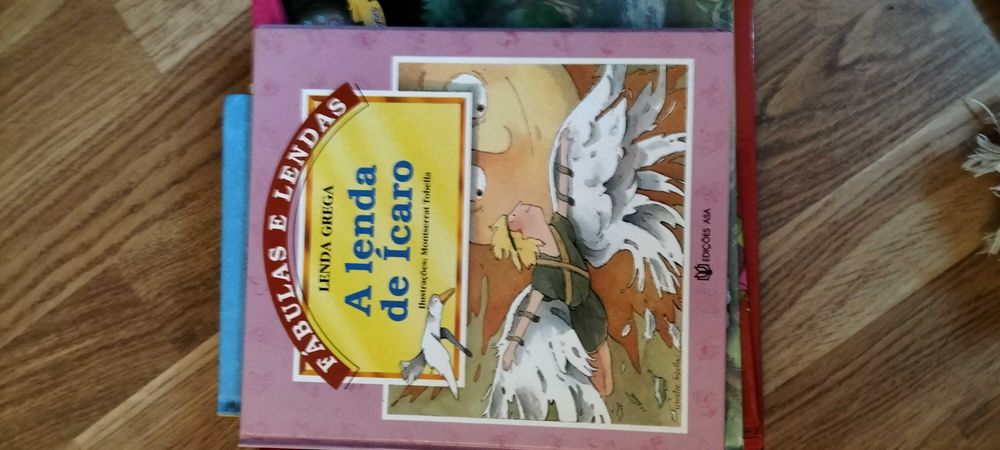 FÁBULAS E LENDAS
LENDA GREGA
A lenda
de Ícaro
Ilustrações: Montserrat Tobella
EDIÇÕES ASA